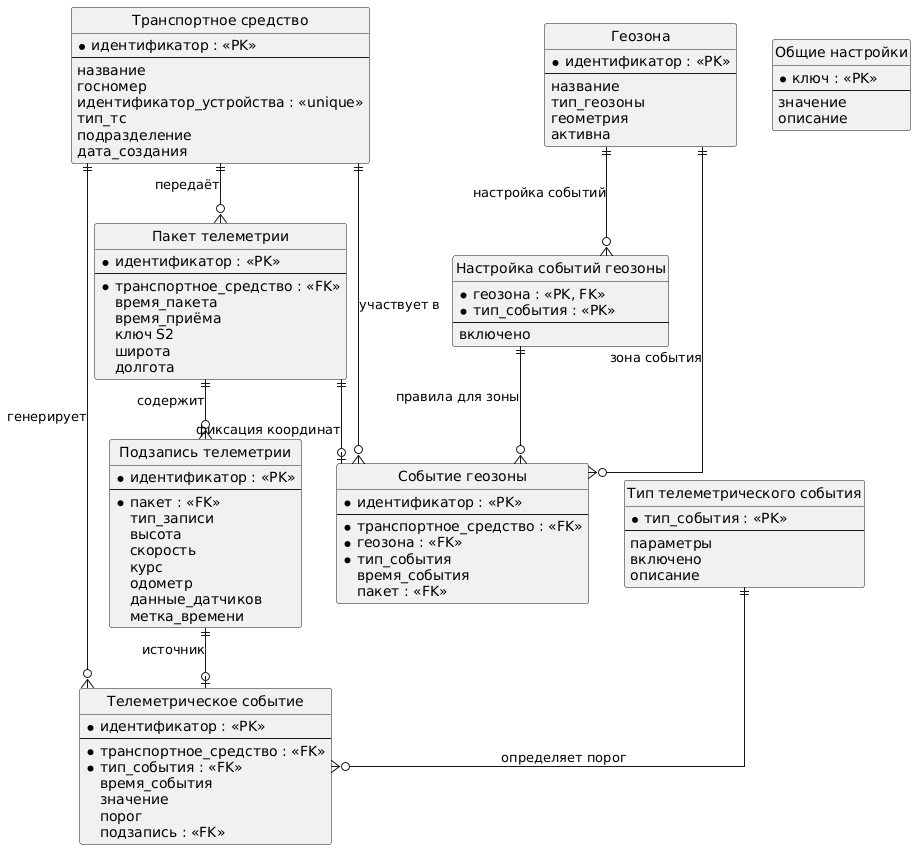 Транспортное средство
идентификатор : «PK»
название
госномер
идентификатор_устройства : «unique»
тип_тс
подразделение
дата_создания
Геозона
идентификатор : «PK»
название
тип_геозоны
геометрия
активна
Общие настройки
ключ : «PK»
значение
описание
передаёт
настройка событий
Пакет телеметрии
идентификатор : «PK»
транспортное_средство : «FK»
время_пакета
время_приёма
ключ S2
широта
долгота
участвует в
Настройка событий геозоны
геозона : «PK, FK»
тип_события : «PK»
включено
зона события
генерирует
содержит
фиксация координат
правила для зоны
Подзапись телеметрии
идентификатор : «PK»
пакет : «FK»
тип_записи
высота
скорость
курс
одометр
данные_датчиков
метка_времени
Событие геозоны
идентификатор : «PK»
транспортное_средство : «FK»
геозона : «FK»
тип_события
время_события
пакет : «FK»
Тип телеметрического события
тип_события : «PK»
параметры
включено
описание
источник
Телеметрическое событие
идентификатор : «PK»
транспортное_средство : «FK»
тип_события : «FK»
время_события
значение
порог
подзапись : «FK»
определяет порог